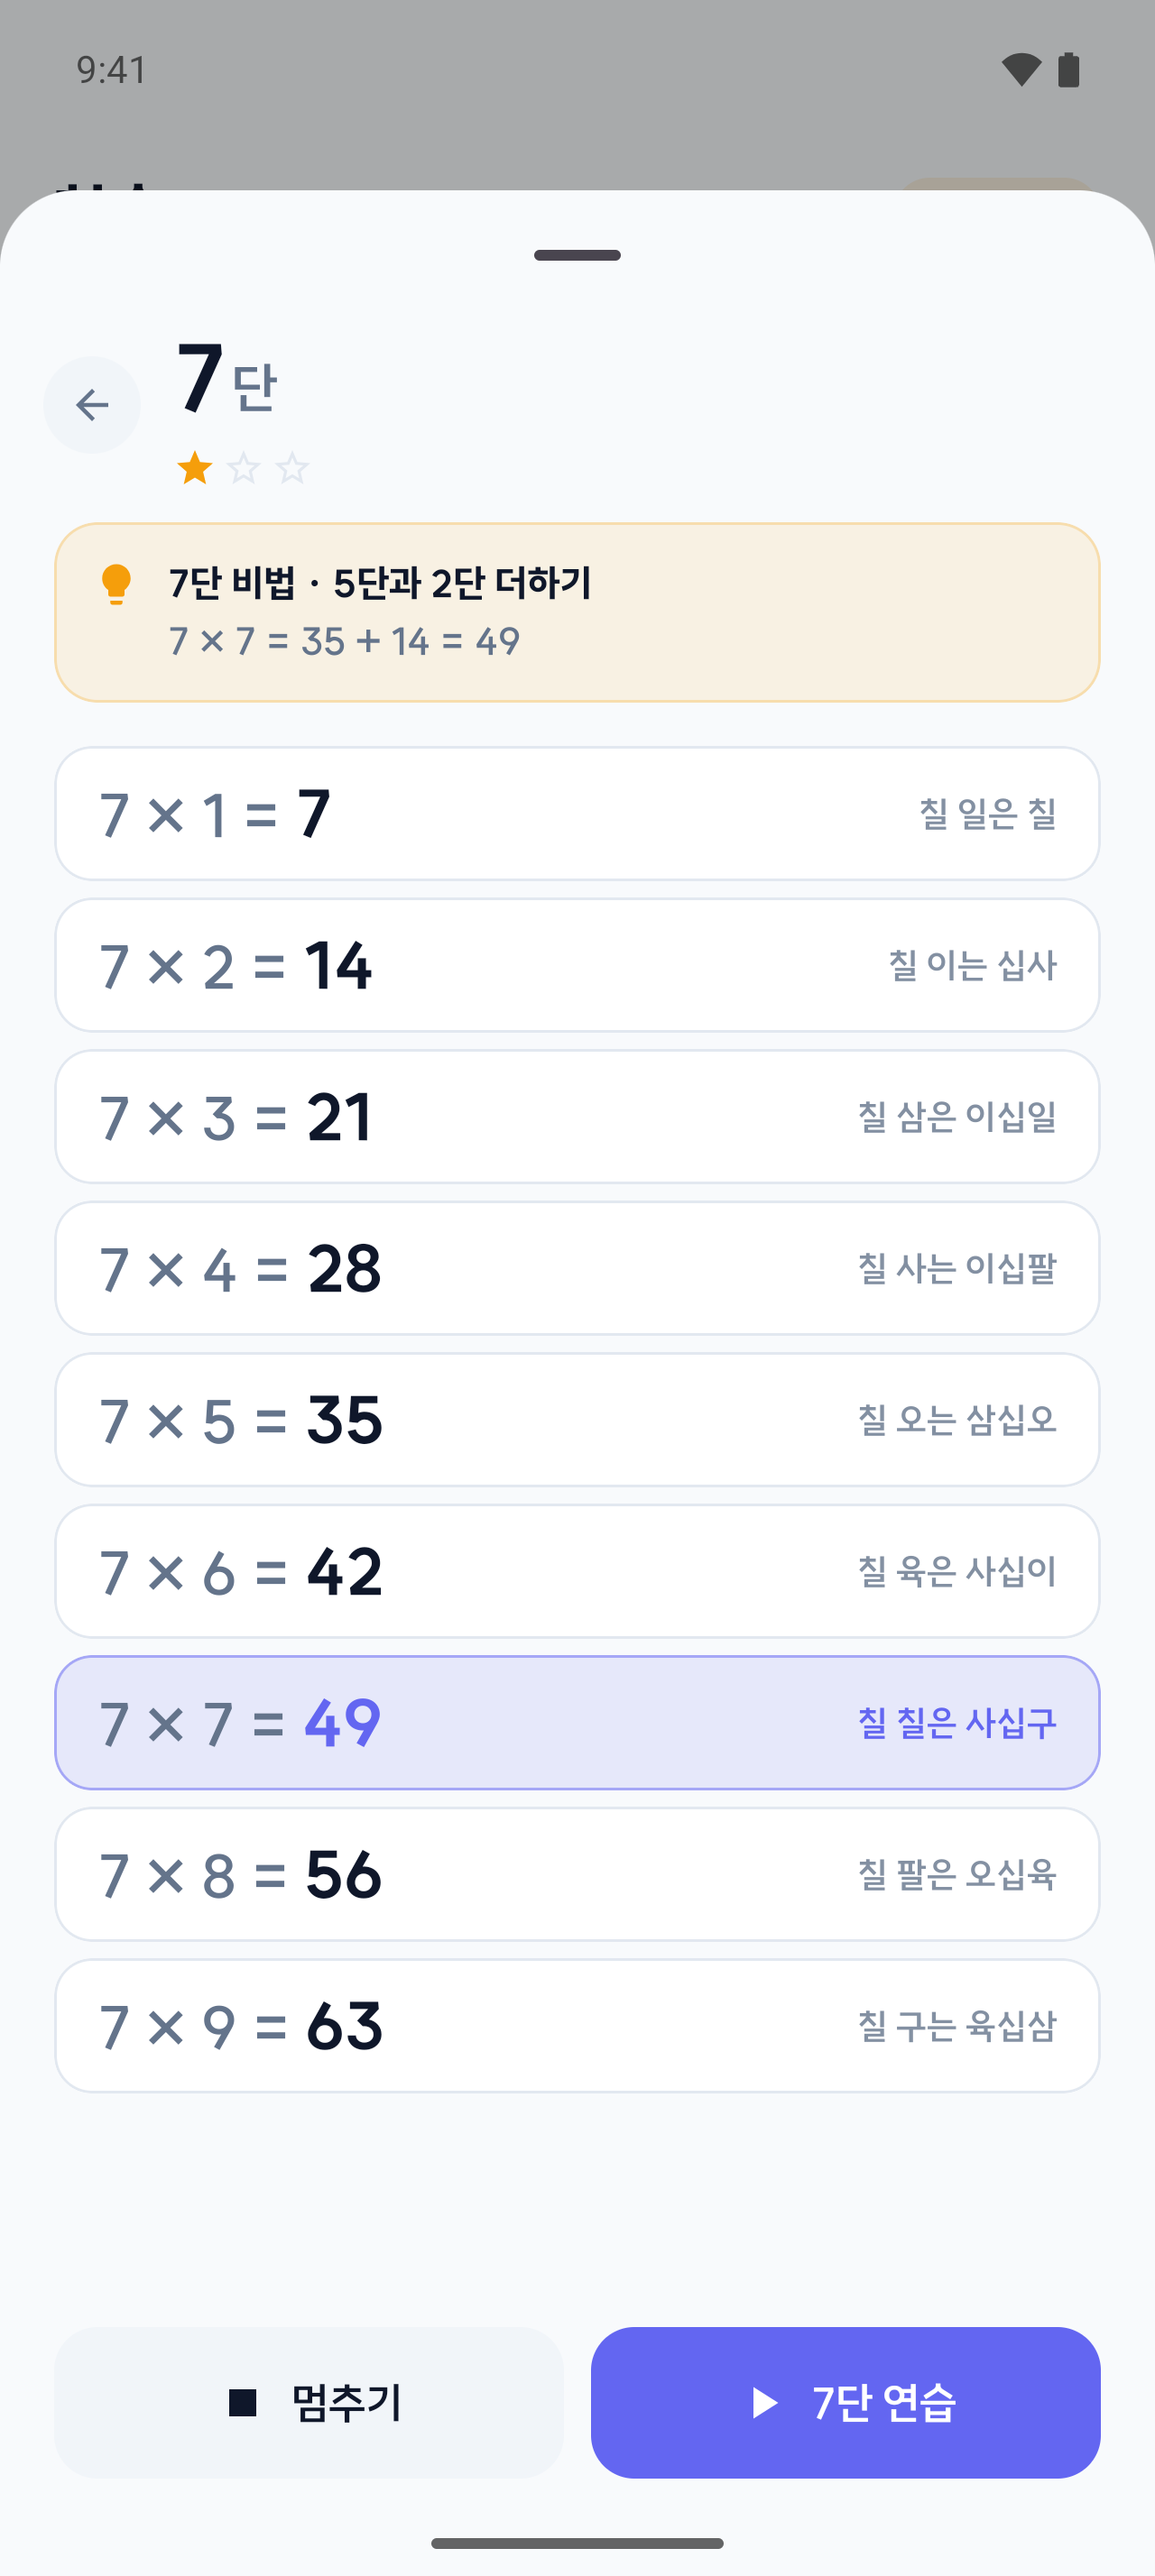 9:41
7단
7단 비법 · 5단과 2단 더하기
7 × 7 = 35 + 14 = 49
7 × 1 = 7 칠 일은 칠
7 × 2 = 14 칠 이는 십사
7 × 3 = 21 칠 삼은 이십일
7 × 4 = 28 칠 사는 이십팔
7 × 5 = 35 칠 오는 삼십오
7 × 6 = 42 칠 육은 사십이
7 × 7 = 49 칠 칠은 사십구
7 × 8 = 56 칠 팔은 오십육
7 × 9 = 63 칠 구는 육십삼
멈추기
7단 연습